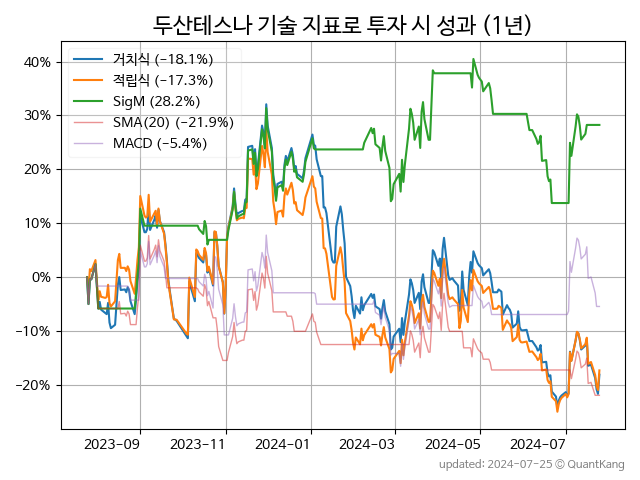 두산테스나 기술 지표로 투자 시 성과 (1년)
거치식 (−18.1%)
적립식 (−17.3%)
SigM (28.2%)
SMA(20) (−21.9%)
MACD (−5.4%)
40%
30%
20%
10%
0%
−10%
−20%
2023-09 2023-11 2024-01 2024-03 2024-05 2024-07
updated: 2024-07-25 © QuantKang